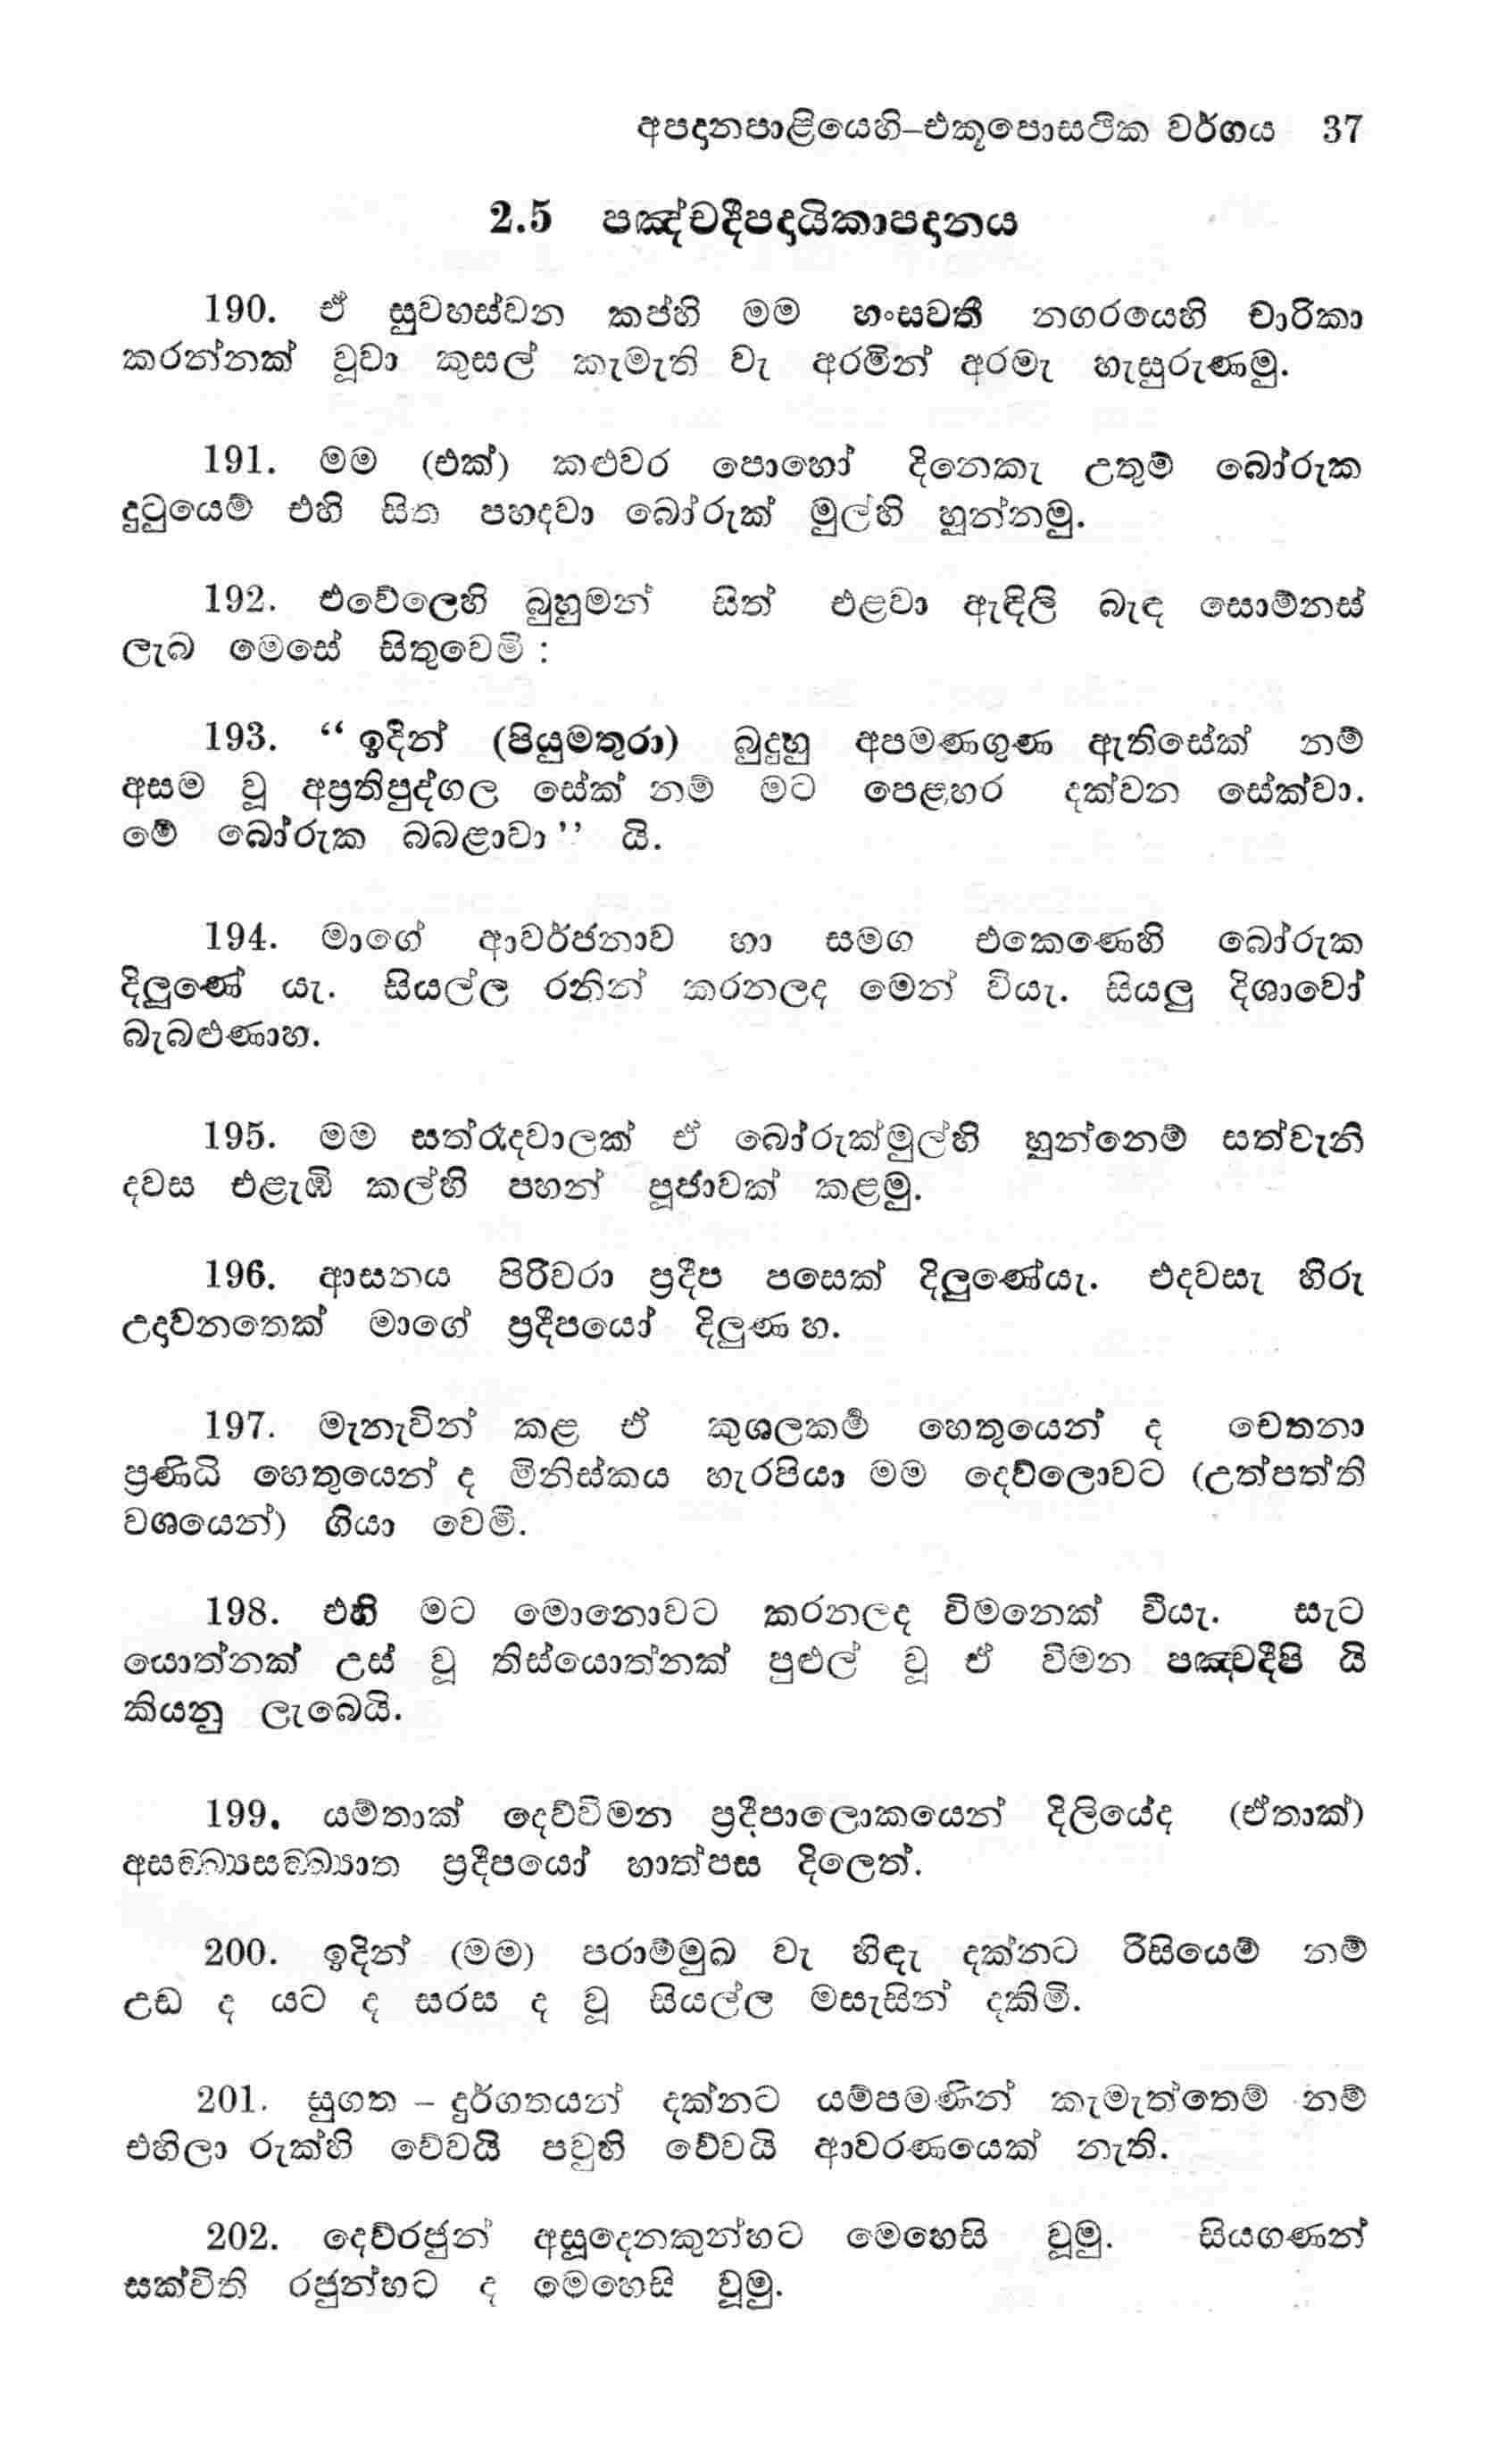 අපදානපාළියෙහි–එකූපොසථික වර්ගය 37
2.5 පඤ්චදීපදායිකාපදානය
190. ඒ සුවහස්වන කප්හි මම හංසවතී නගරයෙහි චාරිකා
කරන්නක් වූවා කුසල් කැමැති වැ අරමින් අරමැ හැසුරුණමු.
191. මම (එක්) කළුවර පොහෝ දිනෙකැ උතුම් බෝරුක
දුටුයෙම් එහි සිත පහදවා බෝරුක් මුල්හි හුන්නමු.
192. එවේලෙහි බුහුමන් සිත් එළවා ඇඳිලි බැඳ සොම්නස්
ලැබ මෙසේ සිතුවෙමි :
193. “ ඉදින් (පියුමතුරා) බුදුහු අපමණගුණ ඇතිසේක් නම්
අසම වූ අප්‍රතිපුද්ගල සේක් නම් මට පෙළහර දක්වන සේක්වා.
මේ බෝරුක බබළාවා ” යි.
194. මාගේ ආවර්ජනාව හා සමග එකෙණෙහි බෝරුක
දිලුණේ යැ. සියල්ල රනින් කරනලද මෙන් වියැ. සියලු දිශාවෝ
බැබළුණාහ.
195. මම සත්රෑදවාලක් ඒ බෝරුක්මුල්හි හුන්නෙම් සත්වැනි
දවස එළැඹි කල්හි පහන් පූජාවක් කළමු.
196. ආසනය පිරිවරා ප්‍රදීප පසෙක් දිලුණේයැ. එදවසැ හිරු
උදාවනතෙක් මාගේ ප්‍රදීපයෝ දිලුණ හ.
197. මැනැවින් කළ ඒ කුශලකර්‍ම හෙතුයෙන් ද චෙතනා
ප්‍රණිධි හෙතුයෙන් ද මිනිස්කය හැරපියා මම දෙව්ලොවට (උත්පත්ති
වශයෙන්) ගියා වෙමි.
198. එහි මට මොනොවට කරනලද විමනෙක් වියැ. සැට
යොත්නක් උස් වූ තිස්යොත්නක් පුළුල් වූ ඒ විමන පඤ්චදීපි යි
කියනු ලැබෙයි.
199. යම්තාක් දෙව්විමන ප්‍රදීපාලොකයෙන් දිලියේද (ඒතාක්)
අසඞ්ඛ්‍යසඞ්ඛ්‍යාත ප්‍රදීපයෝ හාත්පස දිලෙත්.
200. ඉදින් (මම) පරාම්මුඛ වැ හිඳැ දක්නට රිසියෙම් නම්
උඩ ද යට ද සරස ද වූ සියල්ල මසැසින් දකිමි.
201. සුගත – දුර්ගතයන් දක්නට යම්පමණින් කැමැත්තෙම් නම්
එහිලා රුක්හි වේවයි පවුහි වේවයි ආවරණයෙක් නැති.
202. දෙව්රජුන් අසූදෙනකුන්හට මෙහෙසි වූමු. සියගණන්
සක්විති රජුන්හට ද මෙහෙසි වූමු.